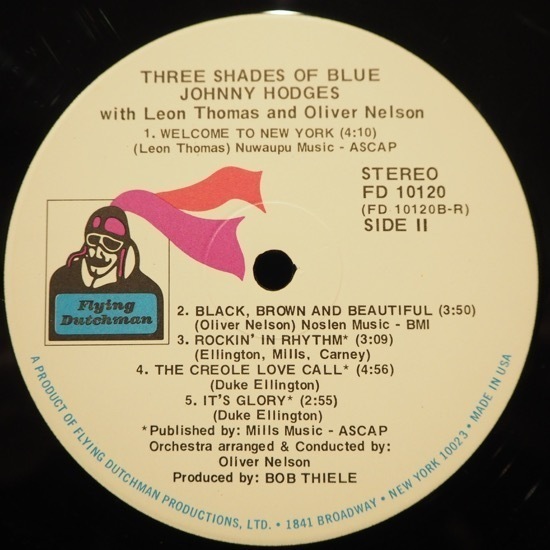 THREE SHADES OF BLUE
JOHNNY HODGES
with Leon Thomas and Oliver Nelson
1. WELCOME TO NEW YORK (4:10)
(Leon Thomas) Nuwaupu Music - ASCAP
STEREO
FD 10120
(FD 10120B-R)
SIDE II
Flying
Dutchman
2. BLACK, BROWN AND BEAUTIFUL (3:50)
(Oliver Nelson) Noslen Music - BMI
3. ROCKIN' IN RHYTHM* (3:09)
(Ellington, Mills, Carney)
4. THE CREOLE LOVE CALL* (4:56)
(Duke Ellington)
5. IT'S GLORY* (2:55)
(Duke Ellington)
*Published by: Mills Music - ASCAP
Orchestra arranged & Conducted by:
Oliver Nelson
Produced by: BOB THIELE
A PRODUCT OF FLYING DUTCHMAN PRODUCTIONS, LTD. • 1841 BROADWAY • NEW YORK 10023 • MADE IN USA